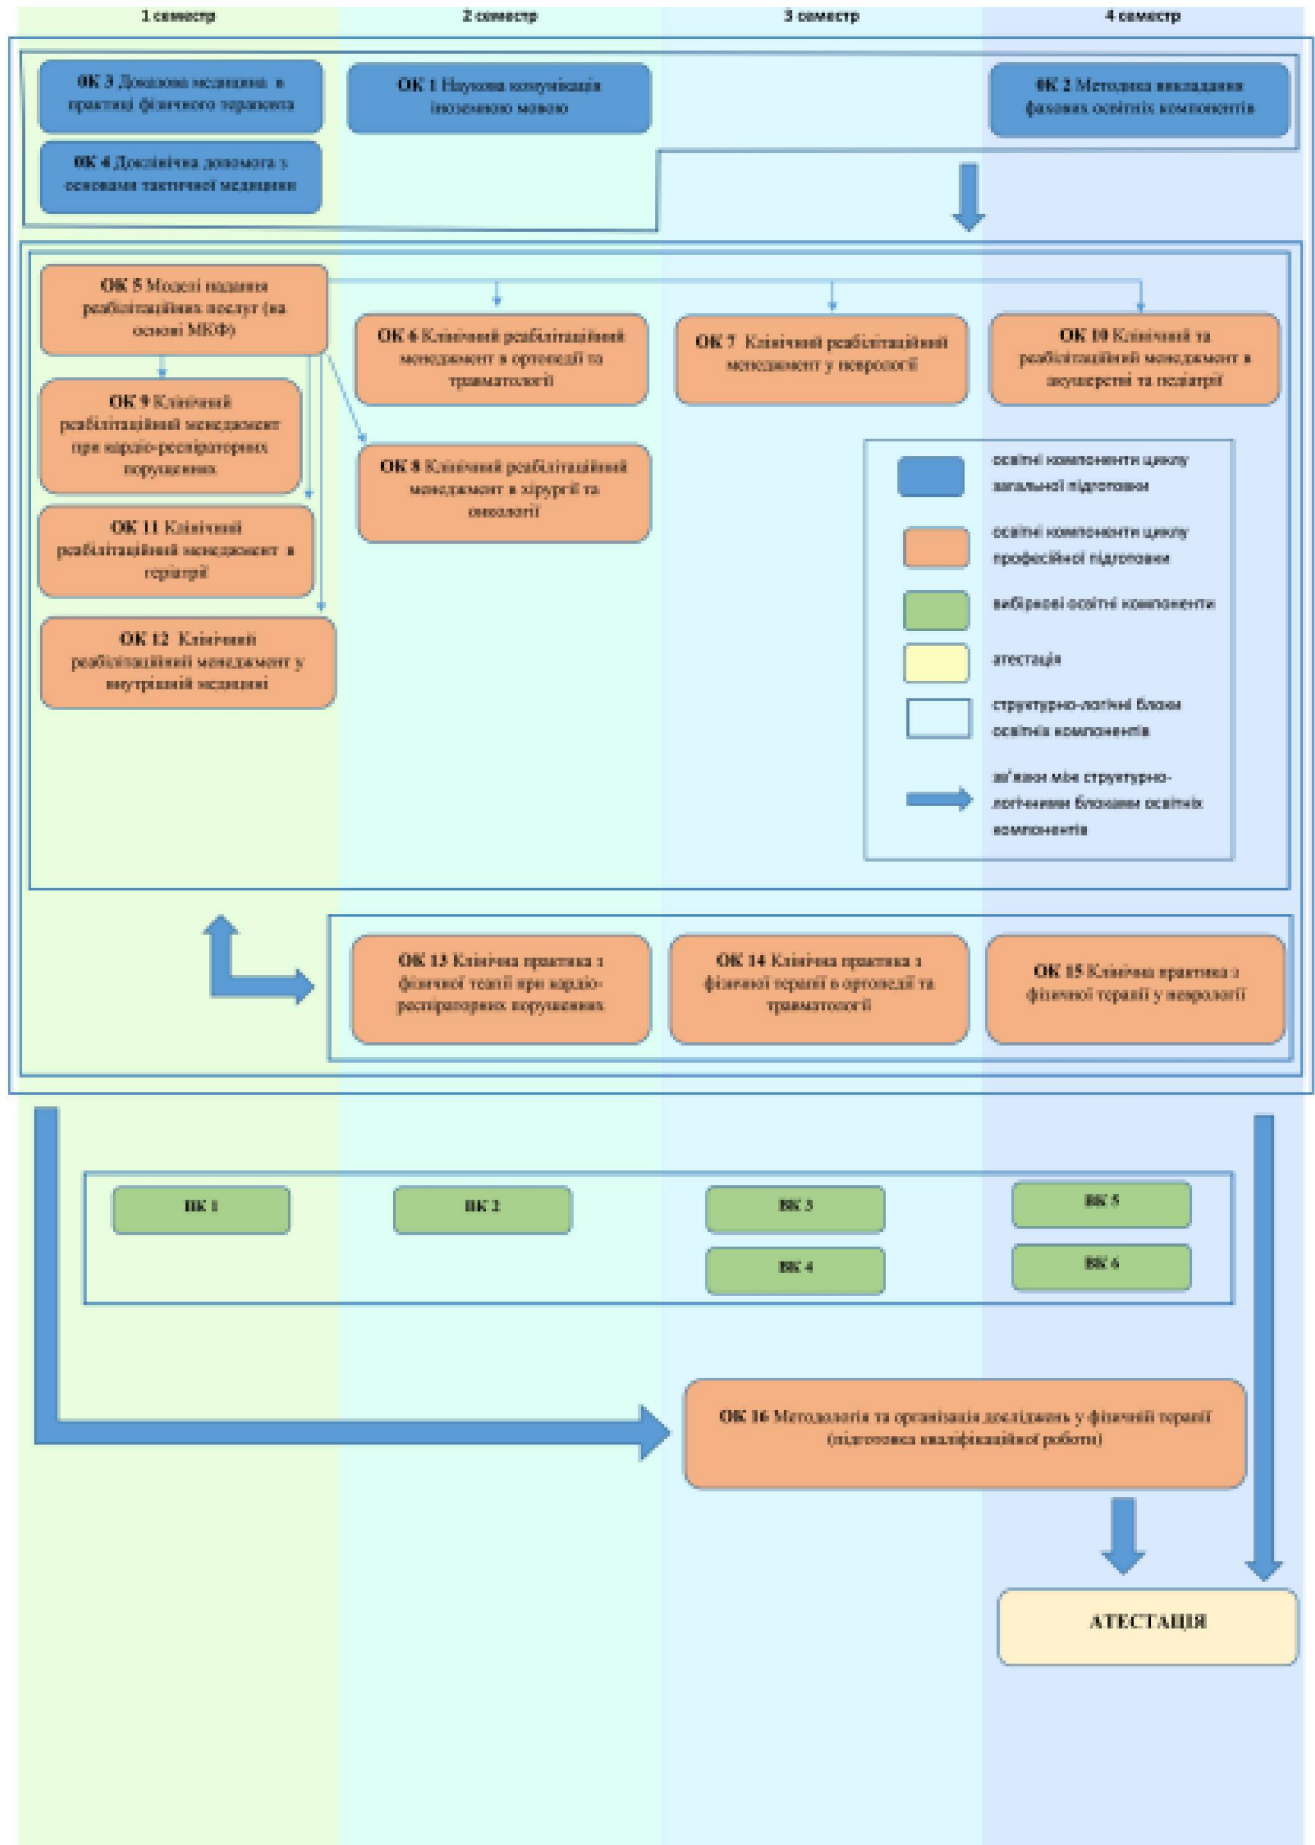 1 семестр
2 семестр
3 семестр
4 семестр
ОК 3 Доказова медицина в
практиці фізичного терапевта
ОК 1 Наукова комунікація
іноземною мовою
ОК 2 Методика викладання
фахових освітніх компонентів
ОК 4 Доклінічна допомога з
основами тактичної медицини
ОК 5 Моделі надання
реабілітаційних послуг (на
основі МКФ)
ОК 6 Клінічний реабілітаційний
менеджмент в ортопедії та
травматології
ОК 7 Клінічний реабілітаційний
менеджмент у неврології
ОК 10 Клінічний та
реабілітаційний менеджмент в
акушерстві та педіатрії
ОК 9 Клінічний
реабілітаційний менеджмент
при кардіо-респіраторних
порушеннях
ОК 8 Клінічний реабілітаційний
менеджмент в хірургії та
онкології
ОК 11 Клінічний
реабілітаційний менеджмент в
геріатрії
ОК 12 Клінічний
реабілітаційний менеджмент у
внутрішній медицині
освітні компоненти циклу
загальної підготовки
освітні компоненти циклу
професійної підготовки
вибіркові освітні компоненти
атестація
структурно-логічні блоки
освітніх компонентів
зв'язки між структурно-
логічними блоками освітніх
компонентів
ОК 13 Клінічна практика з
фізичної теапії при кардіо-
респіраторних порушеннях
ОК 14 Клінічна практика з
фізичної терапії в ортопедії та
травматології
ОК 15 Клінічна практика з
фізичної терапії у неврології
ВК 1
ВК 2
ВК 3
ВК 5
ВК 4
ВК 6
ОК 16 Методологія та організація досліджень у фізичній терапії
(підготовка кваліфікаційної роботи)
АТЕСТАЦІЯ